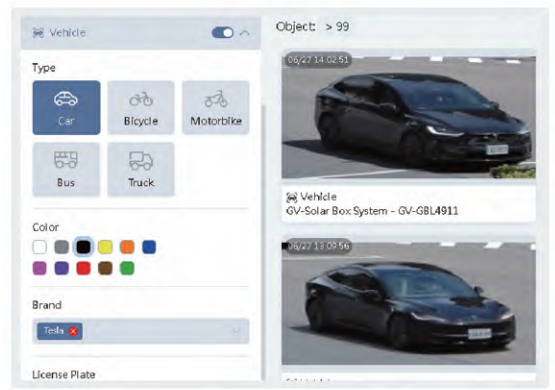 Vehicle
Type
Car
Bicycle
Motorbike
Bus
Truck
Color
Brand
Tesla
License Plate
Object: > 99
06/27 14:02:51
Vehicle
GV-Solar Box System - GV-GBL4911
06/27 13:09:56